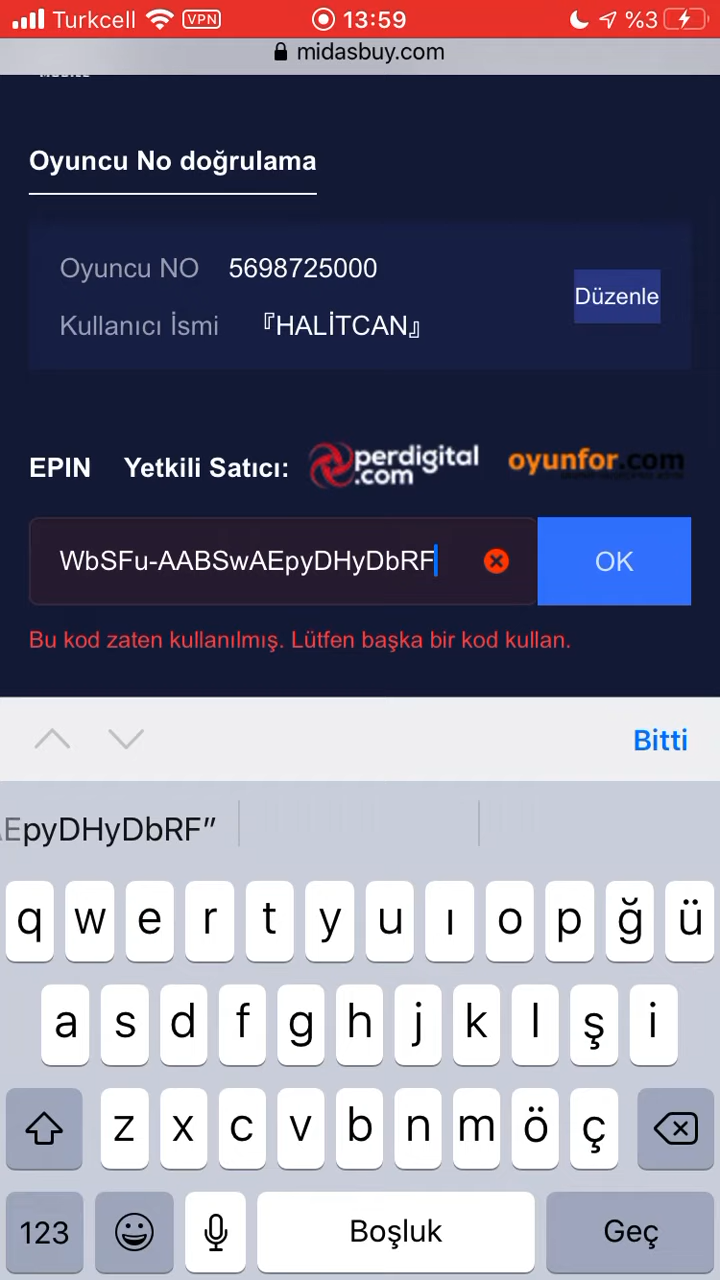 Turkcell VPN 13:59 %3
midasbuy.com
Oyuncu No doğrulama
Oyuncu NO 5698725000
Düzenle
Kullanıcı İsmi 『HALİTCAN』
EPIN Yetkili Satıcı: perdigital.com oyunfor.com
WbSFu-AABSwAEpyDHyDbRF OK
Bu kod zaten kullanılmış. Lütfen başka bir kod kullan.
Bitti
EpyDHyDbRF”
q w e r t y u ı o p ğ ü
a s d f g h j k l ş i
z x c v b n m ö ç
123 Boşluk Geç